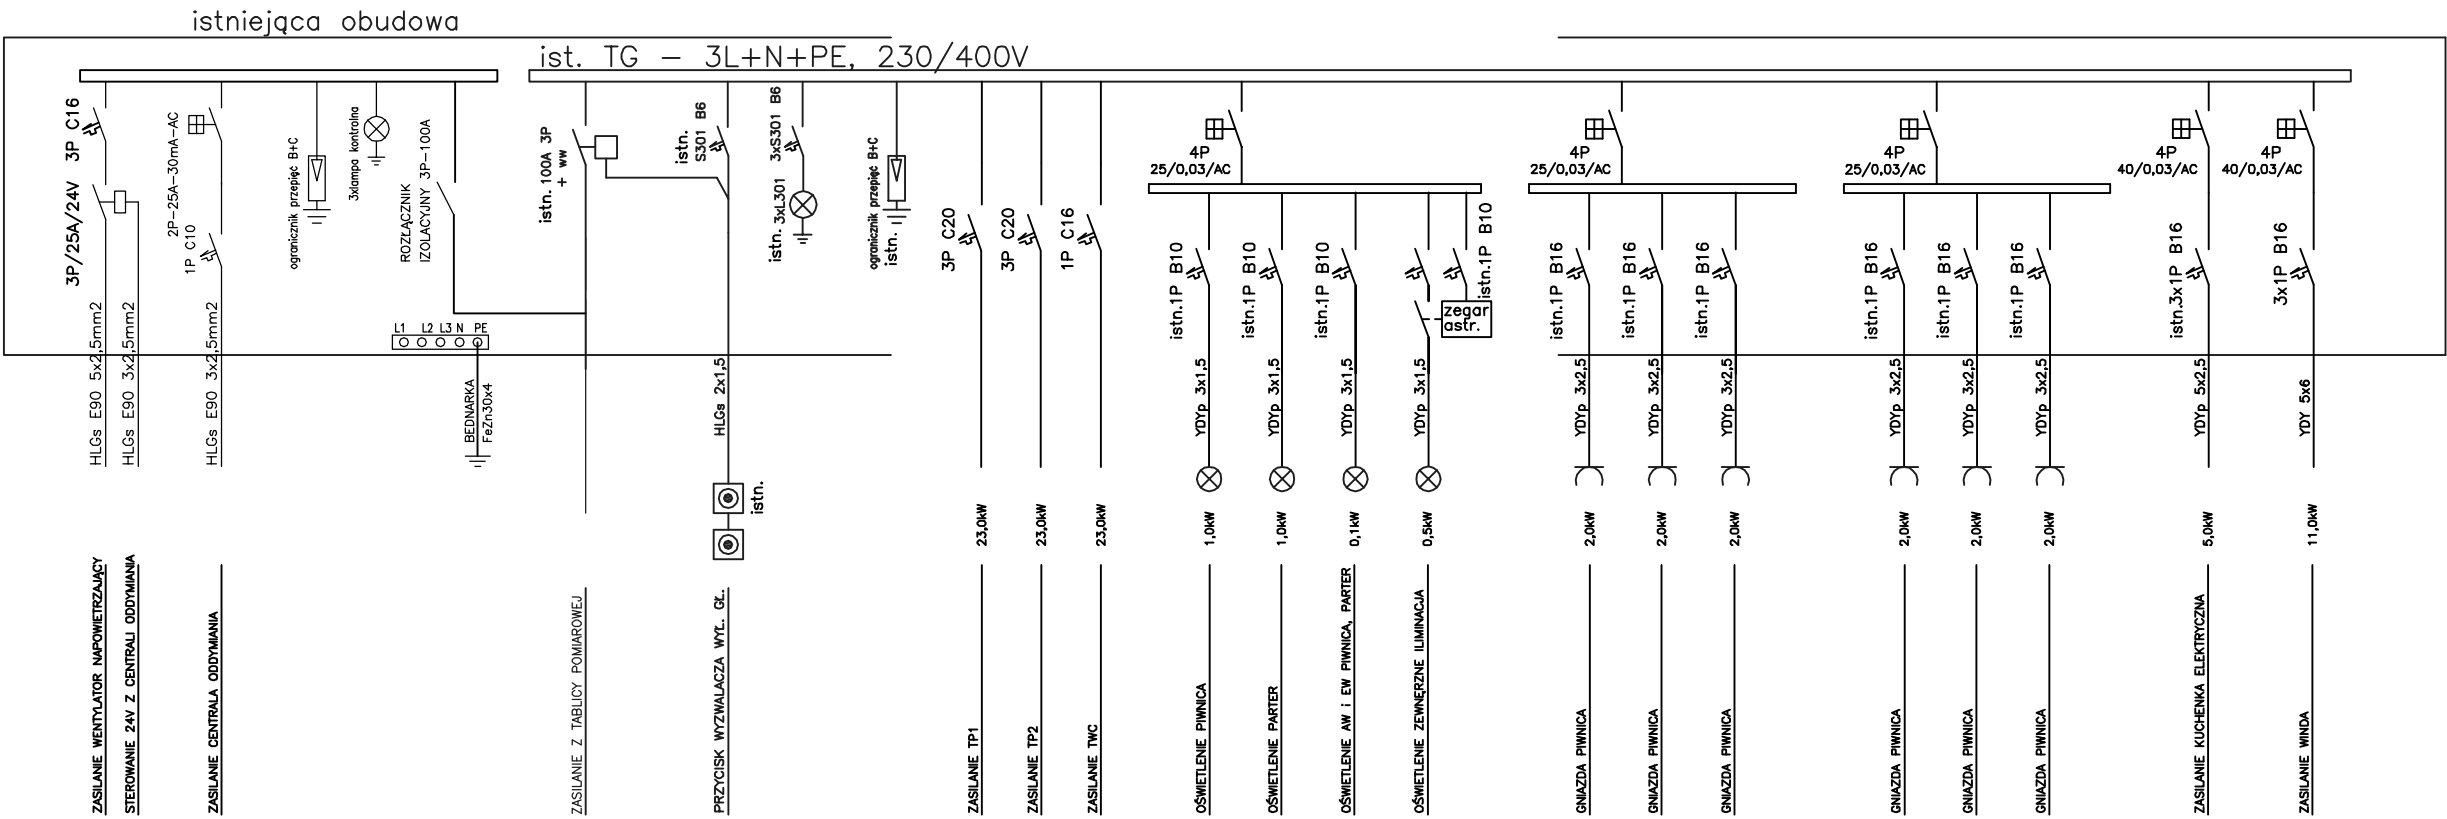 istniejąca obudowa
ist. TG – 3L+N+PE, 230/400V
3P C16
3P/25A/24V
2P-25A-30mA-AC
1P C10
ogranicznik przepięć B+C
3xlampa kontrolna
ROZŁĄCZNIK
IZOLACYJNY 3P-100A
istn. 100A 3P
+ ww
istn.
S301 B6
3xS301 B6
istn. 3xL301
ogranicznik przepięć B+C
istn.
3P C20
3P C20
1P C16
4P
25/0,03/AC
istn.1P B10
istn.1P B10
istn.1P B10
istn.1P B10
zegar
astr.
4P
25/0,03/AC
istn.1P B16
istn.1P B16
istn.1P B16
4P
25/0,03/AC
istn.1P B16
istn.1P B16
istn.1P B16
4P
40/0,03/AC
istn.3x1P B16
4P
40/0,03/AC
3x1P B16
L1 L2 L3 N PE
HLGs E90 5x2,5mm2
HLGs E90 3x2,5mm2
HLGs E90 3x2,5mm2
BEDNARKA
FeZn30x4
HLGs 2x1,5
istn.
YDYp 3x1,5
YDYp 3x1,5
YDYp 3x1,5
YDYp 3x1,5
YDYp 3x2,5
YDYp 3x2,5
YDYp 3x2,5
YDYp 3x2,5
YDYp 3x2,5
YDYp 3x2,5
YDYp 5x2,5
YDY 5x6
23,0kW
23,0kW
23,0kW
1,0kW
1,0kW
0,1kW
0,5kW
2,0kW
2,0kW
2,0kW
2,0kW
2,0kW
2,0kW
5,0kW
11,0kW
ZASILANIE WENTYLATOR NAPOWIETRZAJĄCY
STEROWANIE 24V Z CENTRALI ODDYMIANIA
ZASILANIE CENTRALA ODDYMIANIA
ZASILANIE Z TABLICY POMIAROWEJ
PRZYCISK WYZWALACZA WYŁ. GŁ.
ZASILANIE TP1
ZASILANIE TP2
ZASILANIE TWC
OŚWIETLENIE PIWNICA
OŚWIETLENIE PARTER
OŚWIETLENIE AW i EW PIWNICA, PARTER
OŚWIETLENIE ZEWNĘRZNE ILIMINACJA
GNIAZDA PIWNICA
GNIAZDA PIWNICA
GNIAZDA PIWNICA
GNIAZDA PIWNICA
GNIAZDA PIWNICA
GNIAZDA PIWNICA
ZASILANIE KUCHENKA ELEKTRYCZNA
ZASILANIE WINDA